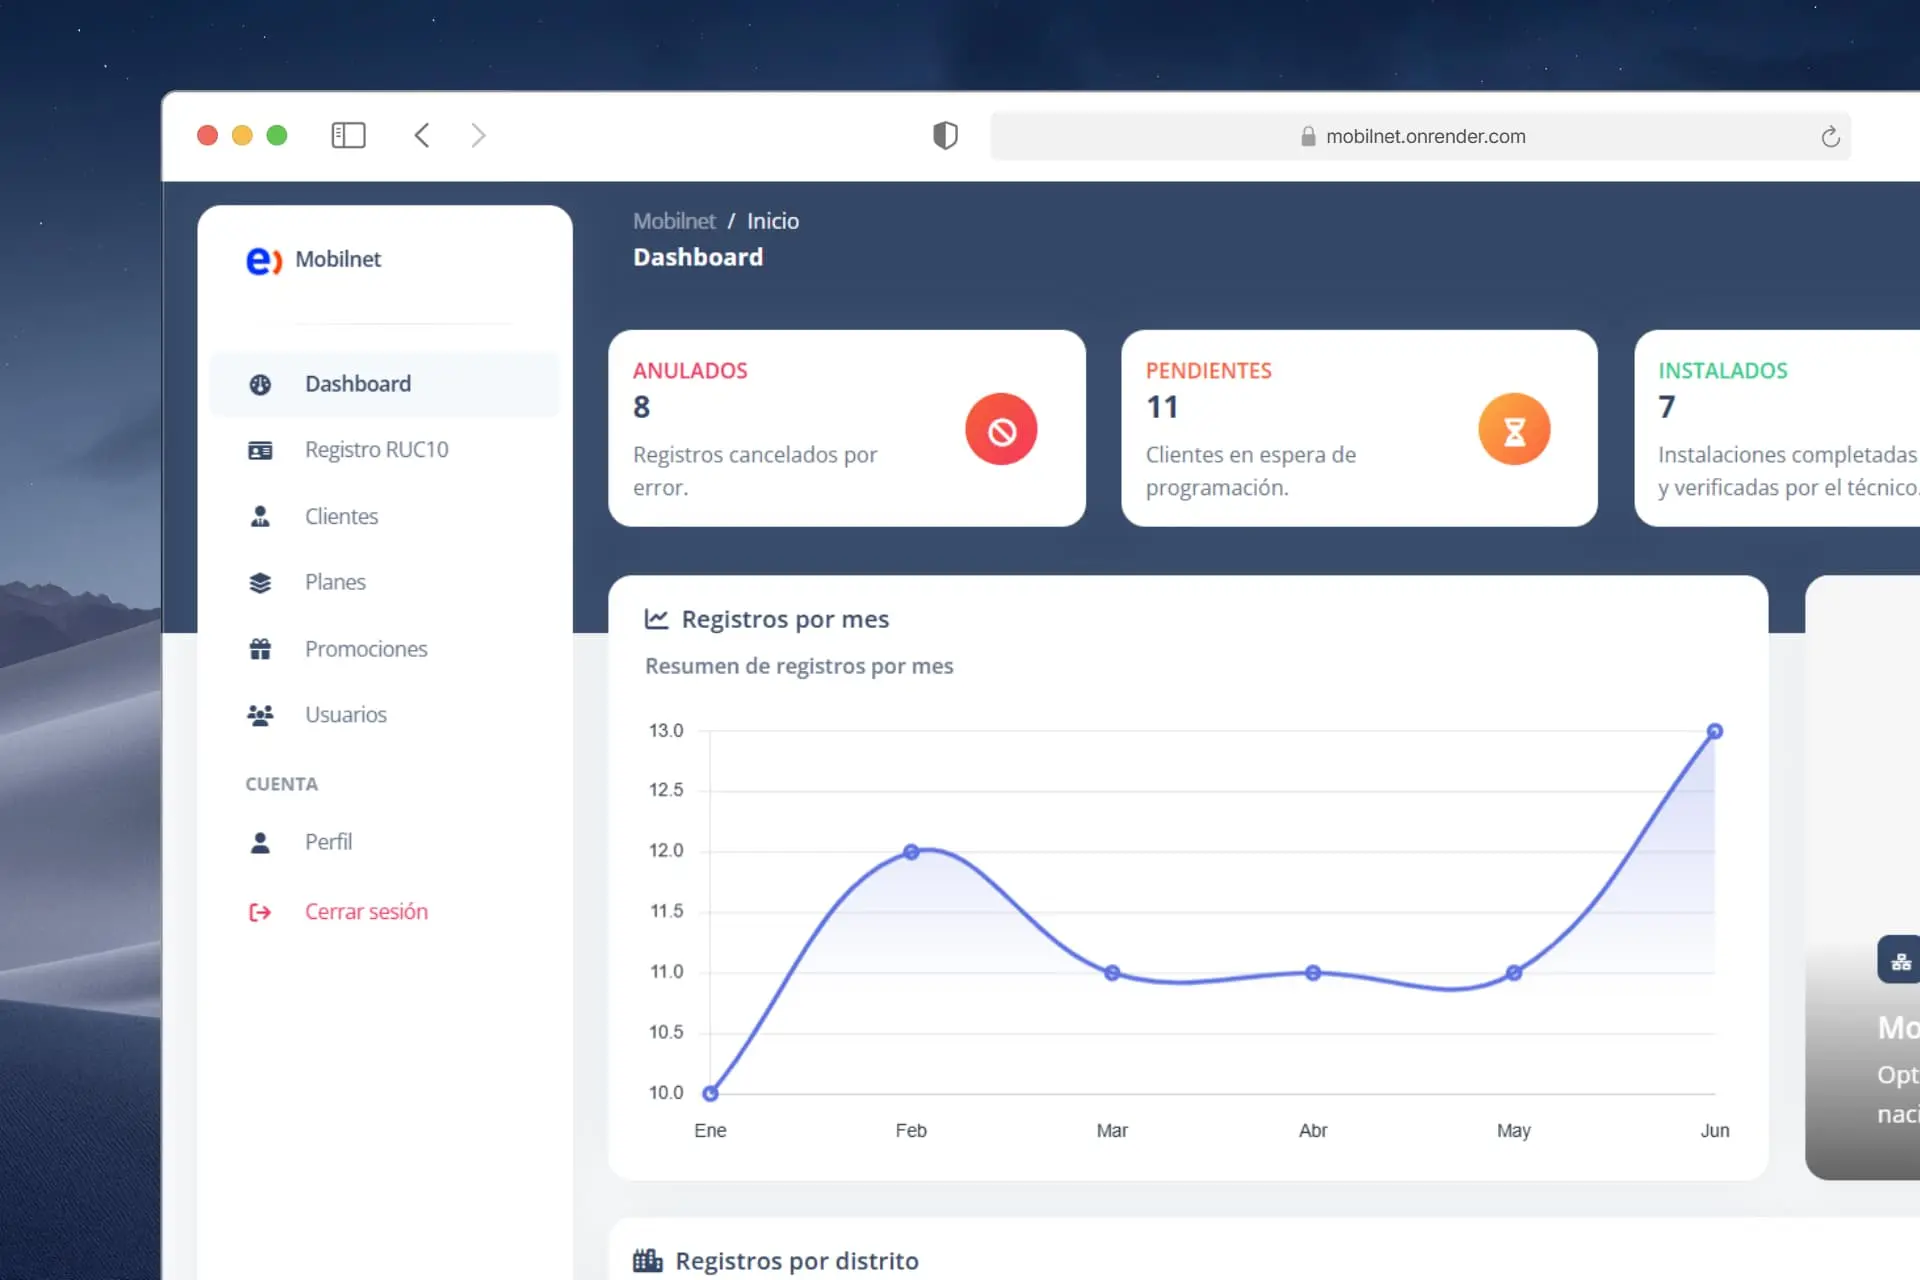 mobilnet.onrender.com
Mobilnet
Dashboard
Registro RUC10
Clientes
Planes
Promociones
Usuarios
CUENTA
Perfil
Cerrar sesión
Mobilnet / Inicio
Dashboard
ANULADOS
8
Registros cancelados por
error.
PENDIENTES
11
Clientes en espera de
programación.
INSTALADOS
7
Instalaciones completadas
y verificadas por el técnico.
Registros por mes
Resumen de registros por mes
13.0
12.5
12.0
11.5
11.0
10.5
10.0
Ene Feb Mar Abr May Jun
Mo
Opt
naci
Registros por distrito